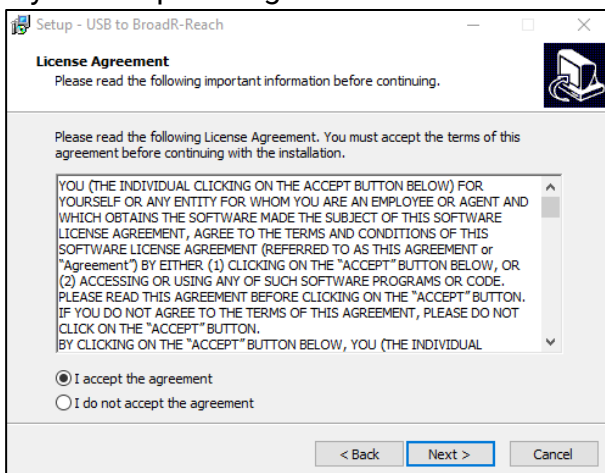 Setup - USB to BroadR-Reach
License Agreement
Please read the following important information before continuing.
Please read the following License Agreement. You must accept the terms of this
agreement before continuing with the installation.
YOU (THE INDIVIDUAL CLICKING ON THE ACCEPT BUTTON BELOW) FOR
YOURSELF OR ANY ENTITY FOR WHOM YOU ARE AN EMPLOYEE OR AGENT AND
WHICH OBTAINS THE SOFTWARE MADE THE SUBJECT OF THIS SOFTWARE
LICENSE AGREEMENT, AGREE TO THE TERMS AND CONDITIONS OF THIS
SOFTWARE LICENSE AGREEMENT (REFERRED TO AS THIS AGREEMENT or
"Agreement") BY EITHER (1) CLICKING ON THE "ACCEPT" BUTTON BELOW, OR
(2) ACCESSING OR USING ANY OF SUCH SOFTWARE PROGRAMS OR CODE.
PLEASE READ THIS AGREEMENT BEFORE CLICKING ON THE "ACCEPT" BUTTON.
IF YOU DO NOT AGREE TO THE TERMS OF THIS AGREEMENT, PLEASE DO NOT
CLICK ON THE "ACCEPT" BUTTON.
BY CLICKING ON THE "ACCEPT" BUTTON BELOW, YOU (THE INDIVIDUAL
I accept the agreement
I do not accept the agreement
< Back Next > Cancel